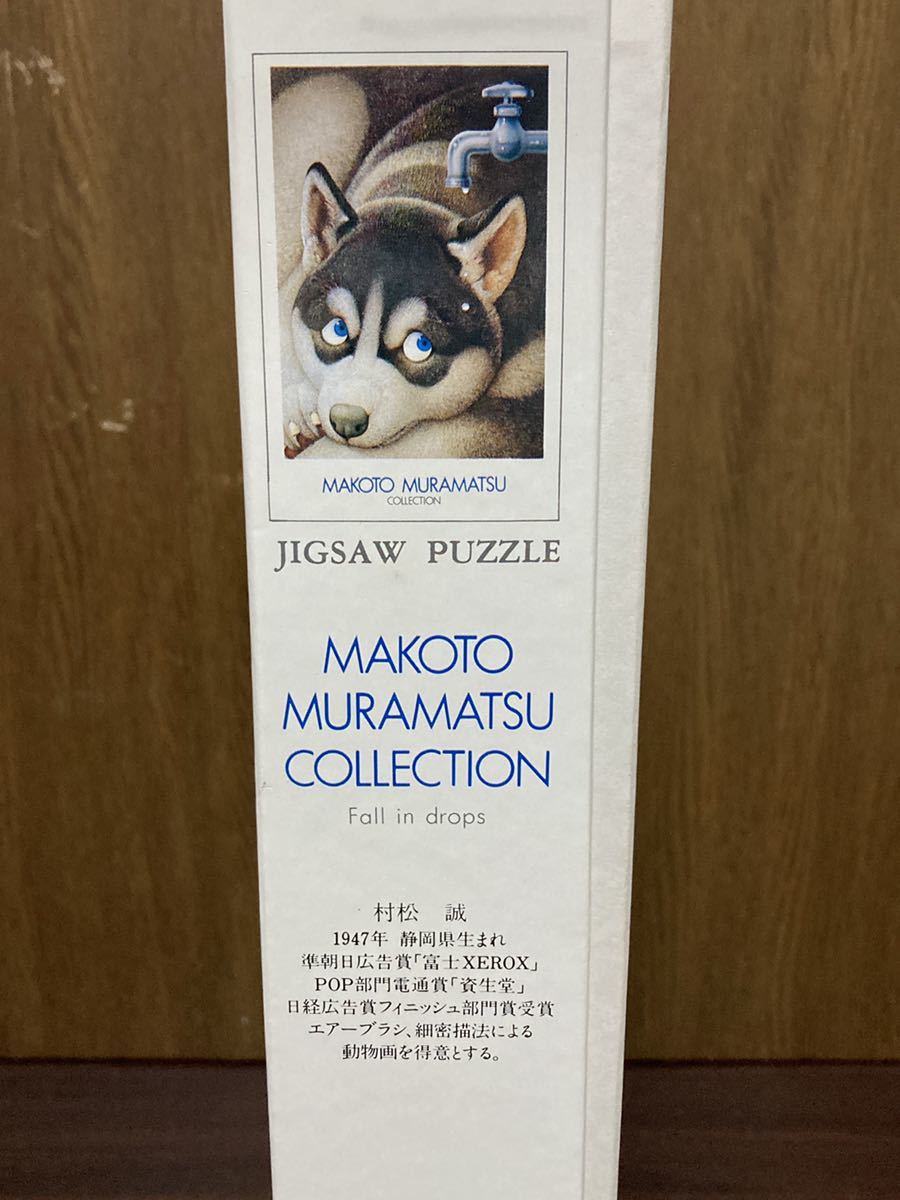 MAKOTO MURAMATSU
COLLECTION
JIGSAW PUZZLE
MAKOTO
MURAMATSU
COLLECTION
Fall in drops
村松 誠
1947年 静岡県生まれ
準朝日広告賞「富士XEROX」
POP部門電通賞「資生堂」
日経広告賞フィニッシュ部門賞受賞
エアーブラシ、細密描法による
動物画を得意とする。